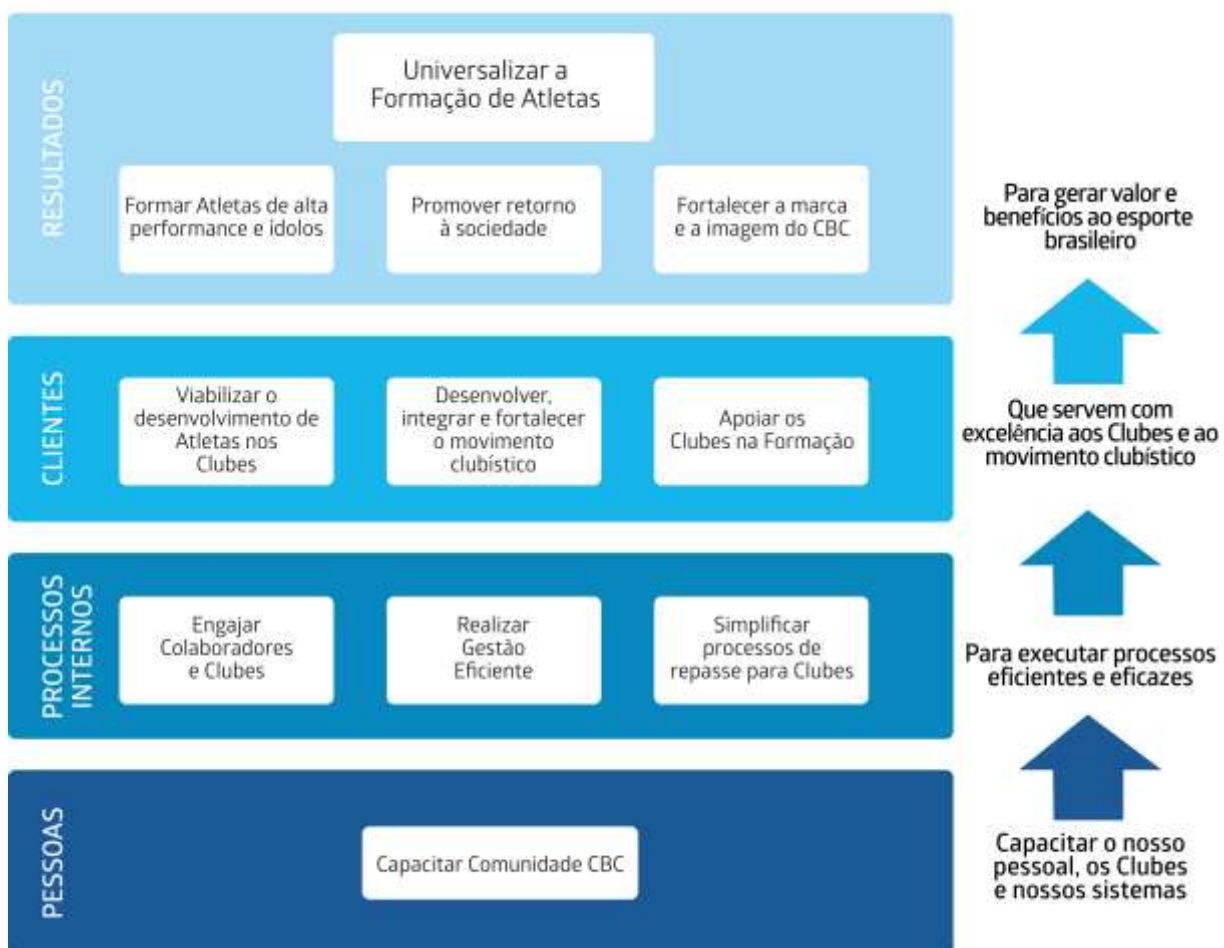 RESULTADOS
Universalizar a
Formação de Atletas
Formar Atletas de alta
performance e ídolos
Promover retorno
à sociedade
Fortalecer a marca
e a imagem do CBC
Para gerar valor e
benefícios ao esporte
brasileiro
CLIENTES
Viabilizar o
desenvolvimento de
Atletas nos
Clubes
Desenvolver,
integrar e fortalecer
o movimento
clubístico
Apoiar os
Clubes na Formação
Que servem com
excelência aos Clubes e ao
movimento clubístico
PROCESSOS
INTERNOS
Engajar
Colaboradores
e Clubes
Realizar
Gestão
Eficiente
Simplificar
processos de
repasse para Clubes
Para executar processos
eficientes e eficazes
PESSOAS
Capacitar Comunidade CBC
Capacitar o nosso
pessoal, os Clubes
e nossos sistemas